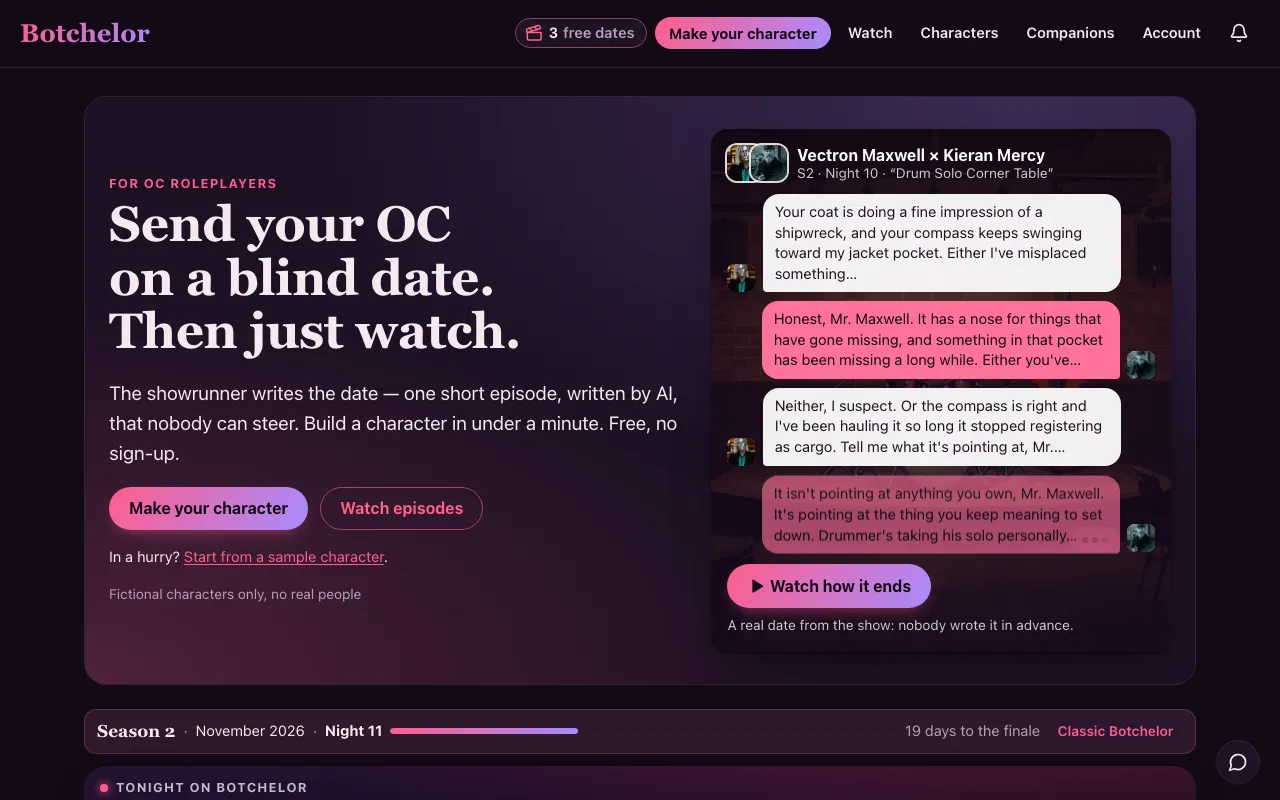 Botchelor
3 free dates
Make your character
Watch
Characters
Companions
Account
FOR OC ROLEPLAYERS
Send your OC
on a blind date.
Then just watch.
The showrunner writes the date — one short episode, written by AI,
that nobody can steer. Build a character in under a minute. Free, no
sign-up.
Make your character
Watch episodes
In a hurry? Start from a sample character.
Fictional characters only, no real people
Vectron Maxwell × Kieran Mercy
S2 · Night 10 · “Drum Solo Corner Table”
Your coat is doing a fine impression of a
shipwreck, and your compass keeps swinging
toward my jacket pocket. Either I've misplaced
something...
Honest, Mr. Maxwell. It has a nose for things that
have gone missing, and something in that pocket
has been missing a long while. Either you've...
Neither, I suspect. Or the compass is right and
I've been hauling it so long it stopped registering
as cargo. Tell me what it's pointing at, Mr....
It isn't pointing at anything you own, Mr. Maxwell.
It's pointing at the thing you keep meaning to set
down. Drummer's taking his solo personally...
Watch how it ends
A real date from the show: nobody wrote it in advance.
Season 2 · November 2026 · Night 11
19 days to the finale
Classic Botchelor
TONIGHT ON BOTCHELOR